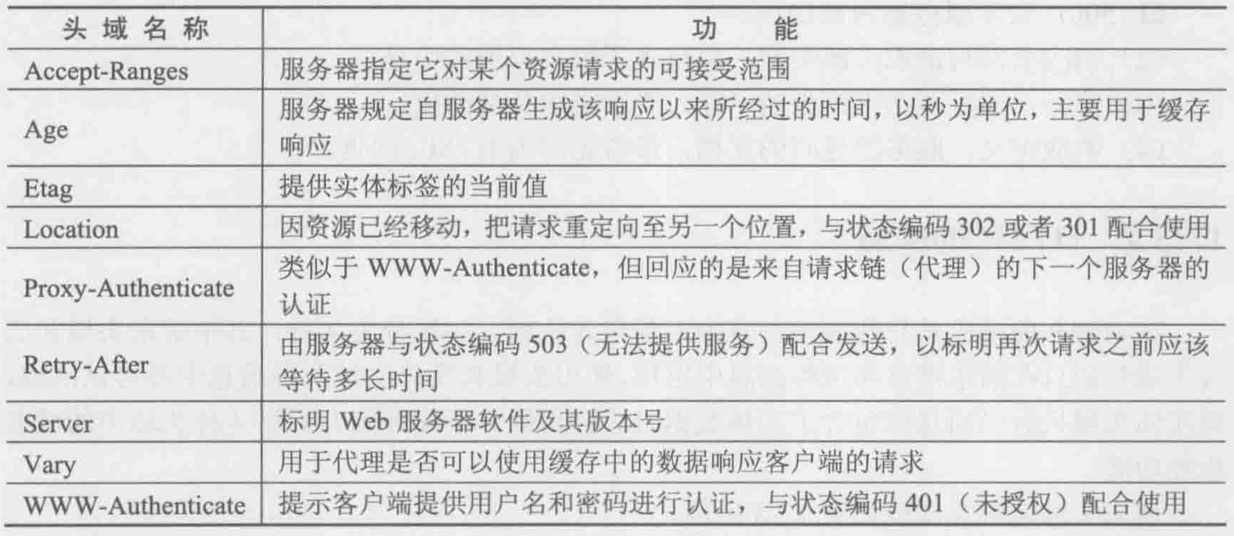 头域名称 功能
Accept-Ranges 服务器指定它对某个资源请求的可接受范围
Age 服务器规定自服务器生成该响应以来所经过的时间，以秒为单位，主要用于缓存
响应
Etag 提供实体标签的当前值
Location 因资源已经移动，把请求重定向至另一个位置，与状态编码 302 或者 301 配合使用
Proxy-Authenticate 类似于 WWW-Authenticate，但回应的是来自请求链（代理）的下一个服务器的
认证
Retry-After 由服务器与状态编码 503（无法提供服务）配合发送，以标明再次请求之前应该
等待多长时间
Server 标明 Web 服务器软件及其版本号
Vary 用于代理是否可以使用缓存中的数据响应客户端的请求
WWW-Authenticate 提示客户端提供用户名和密码进行认证，与状态编码 401（未授权）配合使用